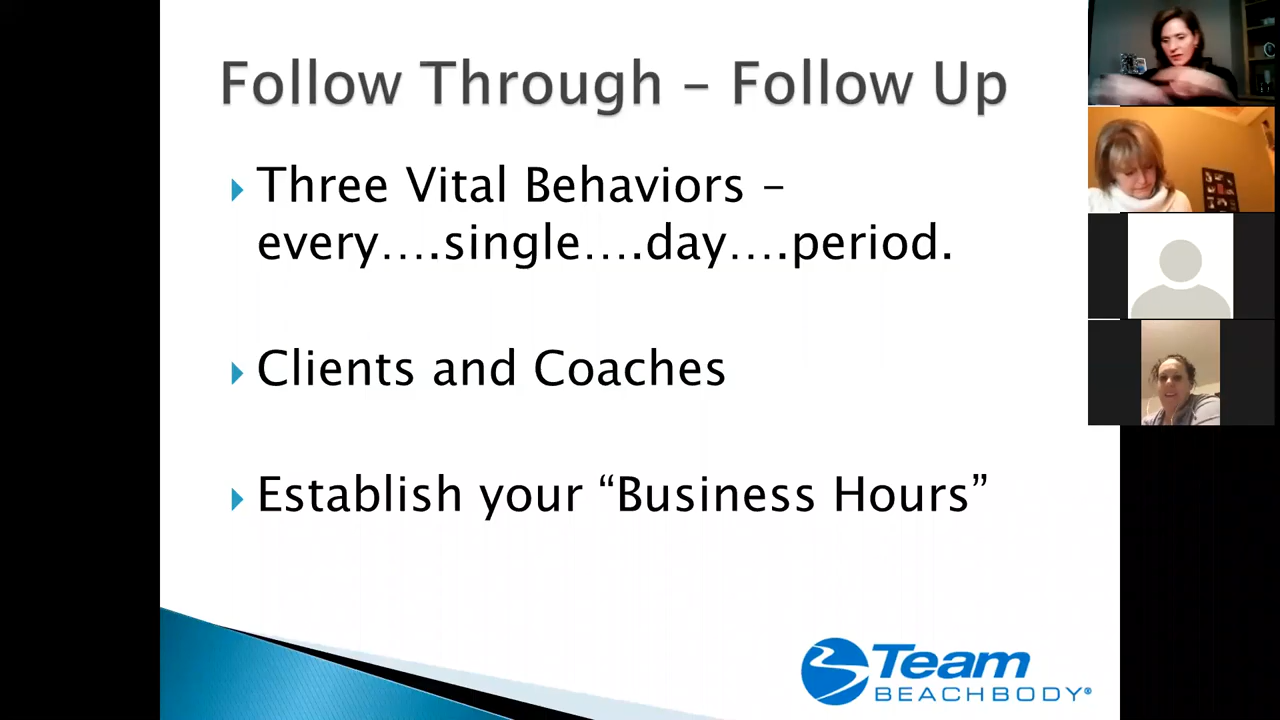 Follow Through – Follow Up
Three Vital Behaviors –
every….single….day….period.
Clients and Coaches
Establish your “Business Hours”
Team
BEACHBODY®